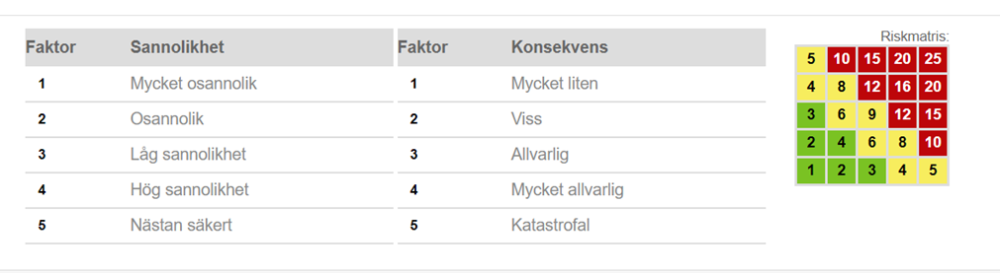 Riskmatris:
Faktor Sannolikhet Faktor Konsekvens
1 Mycket osannolik 1 Mycket liten
2 Osannolik 2 Viss
3 Låg sannolikhet 3 Allvarlig
4 Hög sannolikhet 4 Mycket allvarlig
5 Nästan säkert 5 Katastrofal
5 10 15 20 25
4 8 12 16 20
3 6 9 12 15
2 4 6 8 10
1 2 3 4 5